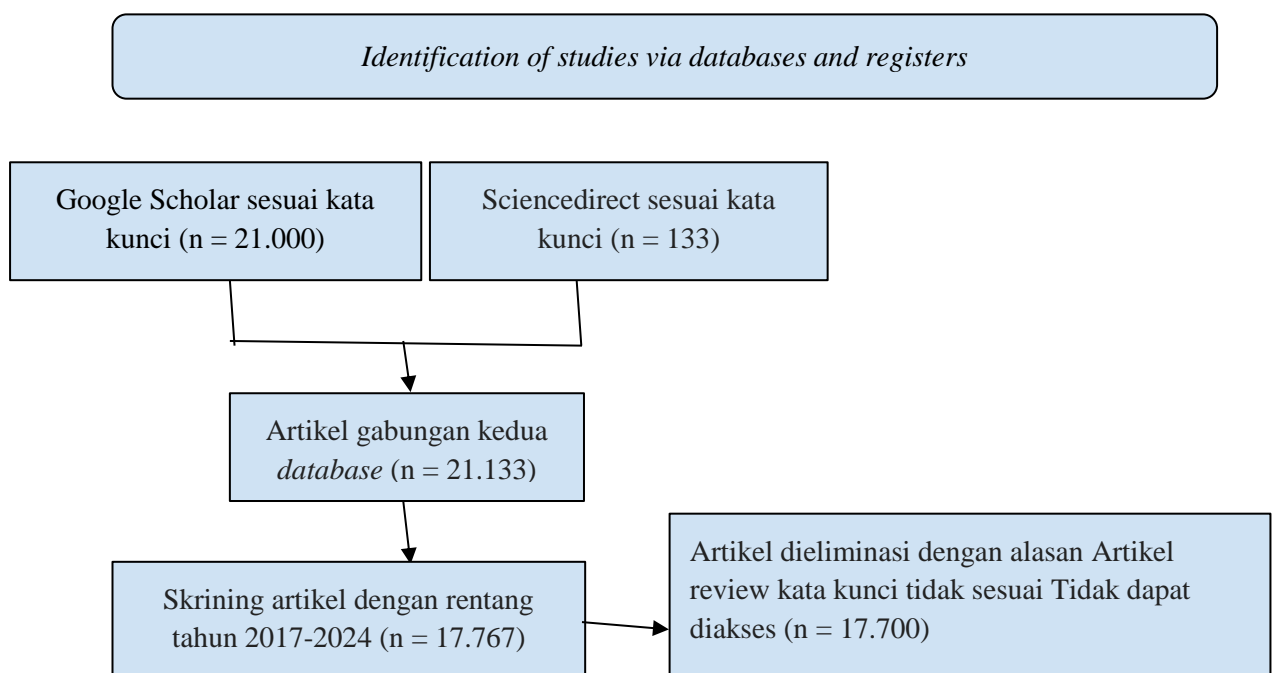 Identification of studies via databases and registers
Google Scholar sesuai kata
kunci (n = 21.000)
Sciencedirect sesuai kata
kunci (n = 133)
Artikel gabungan kedua
database (n = 21.133)
Skrining artikel dengan rentang
tahun 2017-2024 (n = 17.767)
Artikel dieliminasi dengan alasan Artikel
review kata kunci tidak sesuai Tidak dapat
diakses (n = 17.700)